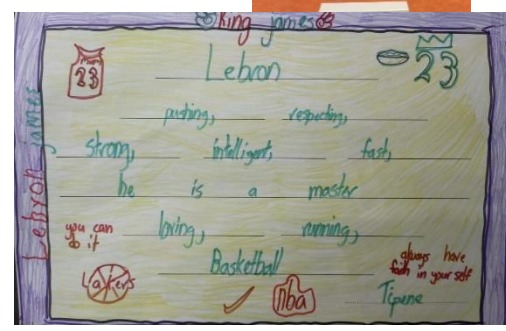 King james
23
Lebron
23
pushing, respecting,
strong, intelligent, fast,
he is a master
loving, running,
Basketball
you can
do it
always have
faith in your self
Lakers
nba
Tipene
Lebron james